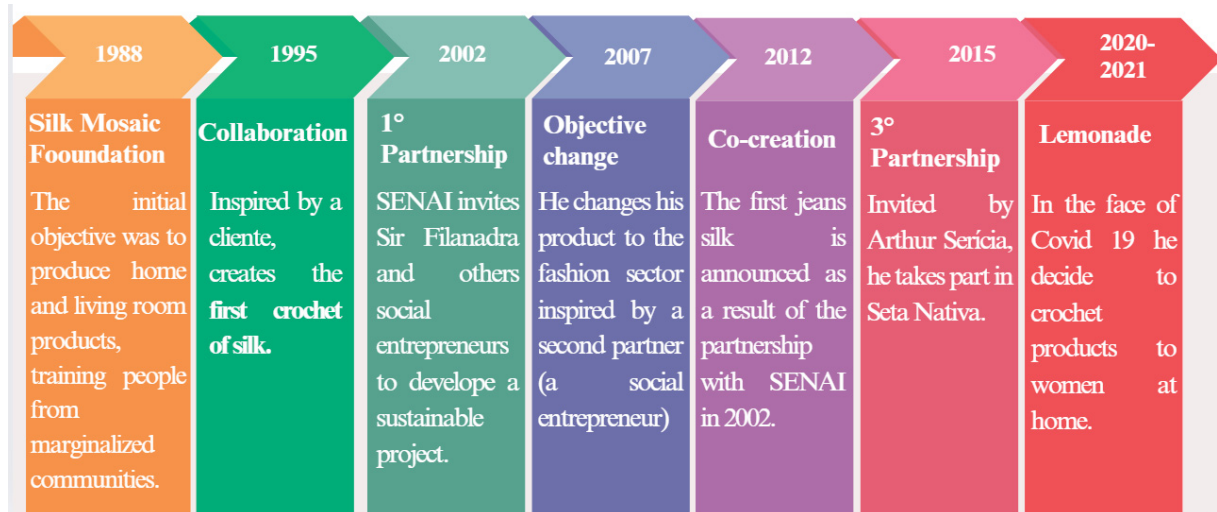 1988
Silk Mosaic
Fooundation
The initial
objective was to
produce home
and living room
products,
training people
from
marginalized
communities.
1995
Collaboration
Inspired by a
cliente,
creates the
first crochet
of silk.
2002
1°
Partnership
SENAI invites
Sir Filanadra
and others
social
entrepreneurs
to develope a
sustainable
project.
2007
Objective
change
He changes his
product to the
fashion sector
inspired by a
second partner
(a social
entrepreneur)
2012
Co-creation
The first jeans
silk is
announced as
a result of the
partnership
with SENAI
in 2002.
2015
3°
Partnership
Invited by
Arthur Serícia,
he takes part in
Seta Nativa.
2020-
2021
Lemonade
In the face of
Covid 19 he
decide to
crochet
products to
women at
home.